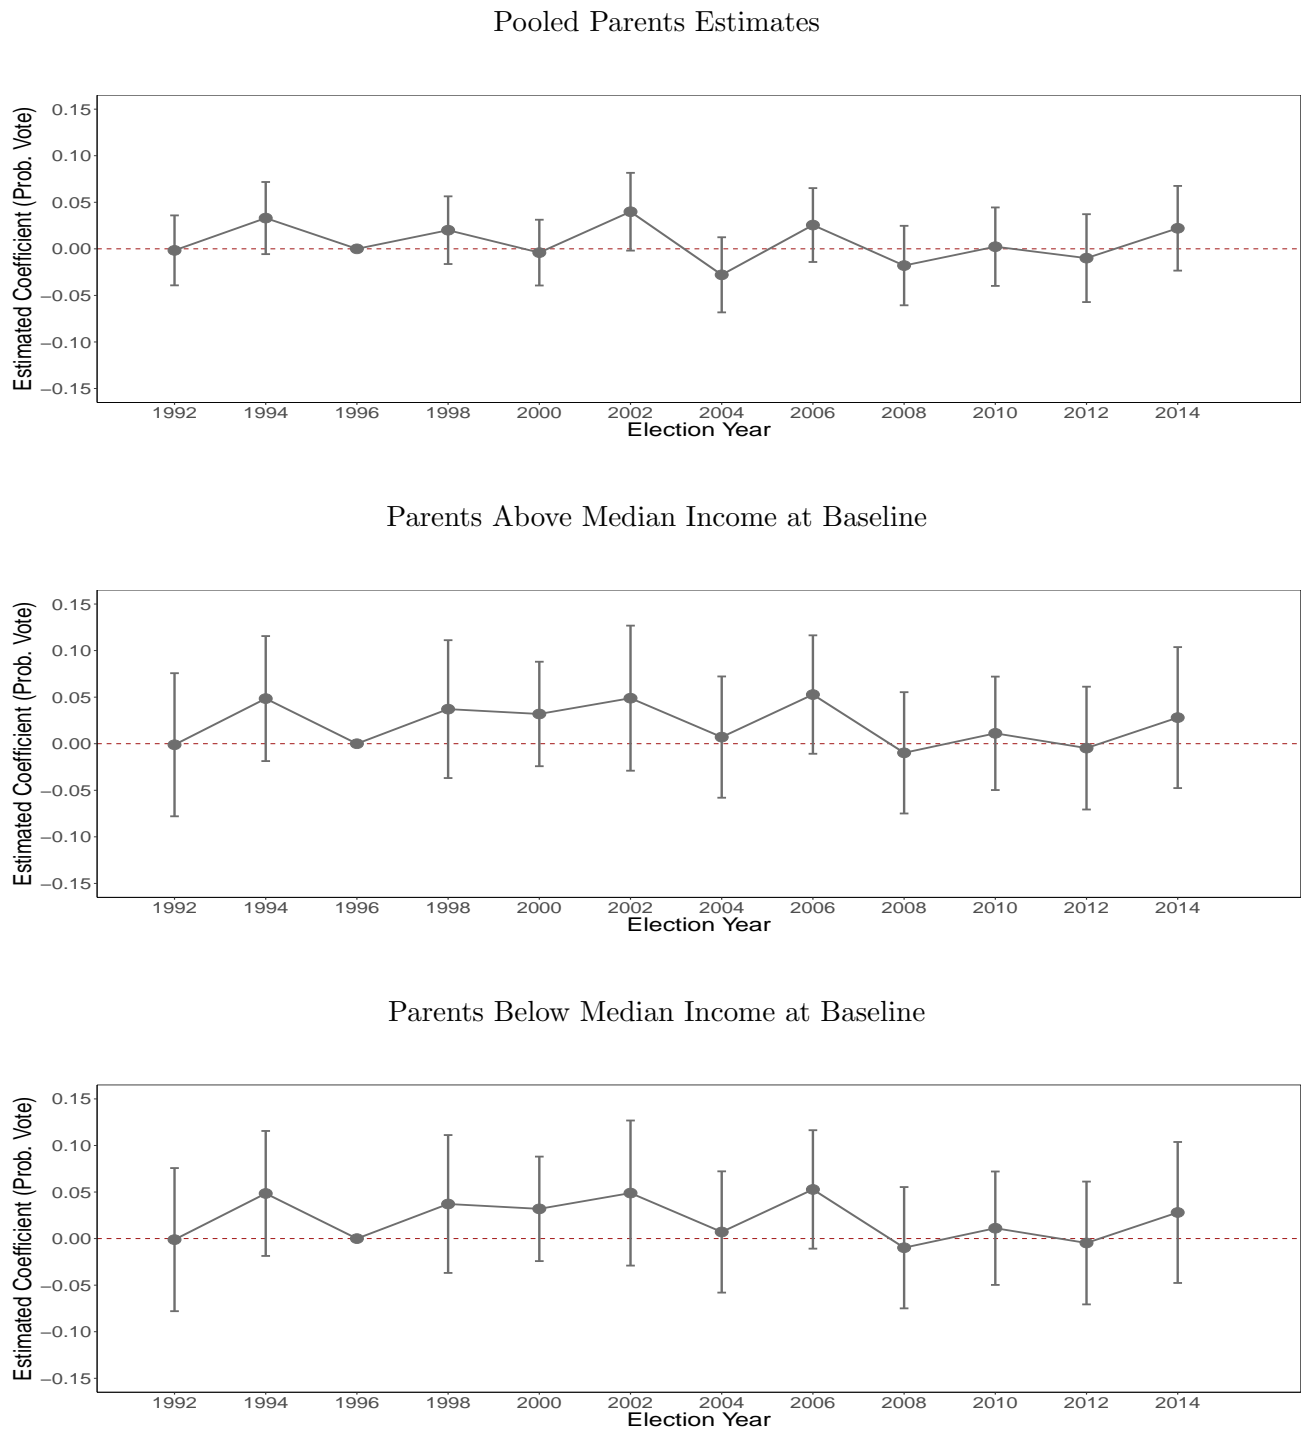 Pooled Parents Estimates
Estimated Coefficient (Prob. Vote)
0.15
0.10
0.05
0.00
−0.05
−0.10
−0.15
1992 1994 1996 1998 2000 2002 2004 2006 2008 2010 2012 2014
Election Year
Parents Above Median Income at Baseline
Estimated Coefficient (Prob. Vote)
0.15
0.10
0.05
0.00
−0.05
−0.10
−0.15
1992 1994 1996 1998 2000 2002 2004 2006 2008 2010 2012 2014
Election Year
Parents Below Median Income at Baseline
Estimated Coefficient (Prob. Vote)
0.15
0.10
0.05
0.00
−0.05
−0.10
−0.15
1992 1994 1996 1998 2000 2002 2004 2006 2008 2010 2012 2014
Election Year